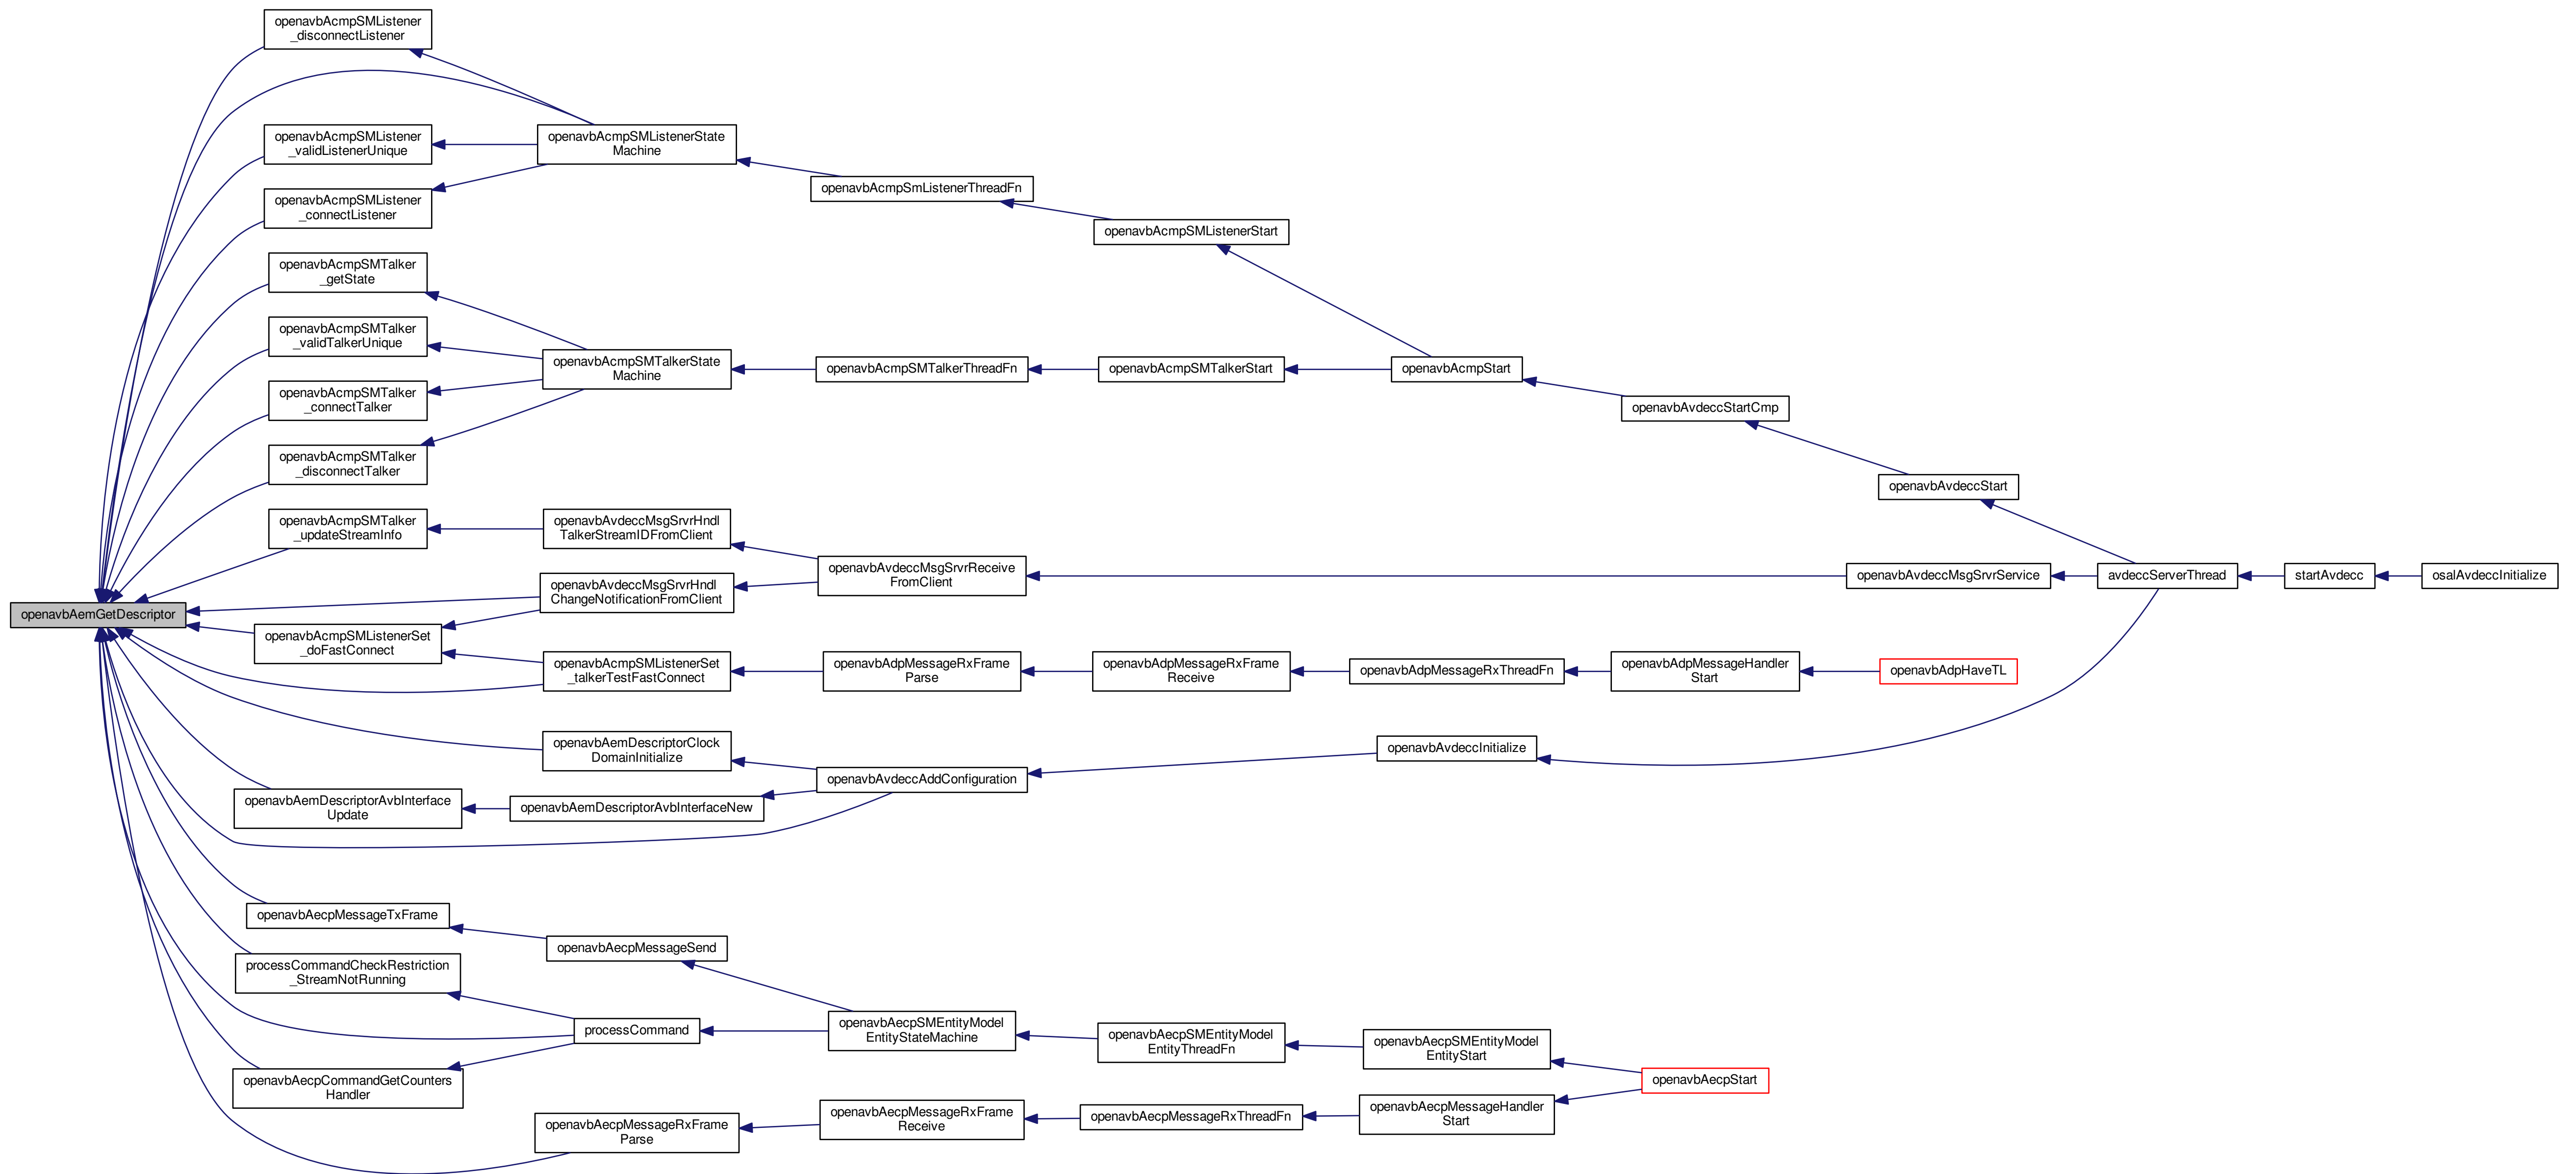 openavbAcmpSMListener
_disconnectListener
openavbAcmpSMListener
_validListenerUnique
openavbAcmpSMListenerState
Machine
openavbAcmpSmListenerThreadFn
openavbAcmpSMListener
_connectListener
openavbAcmpSMListenerStart
openavbAcmpSMTalker
_getState
openavbAcmpSMTalker
_validTalkerUnique
openavbAcmpSMTalkerState
Machine
openavbAcmpSMTalkerThreadFn
openavbAcmpSMTalkerStart
openavbAcmpStart
openavbAcmpSMTalker
_connectTalker
openavbAvdeccStartCmp
openavbAcmpSMTalker
_disconnectTalker
openavbAvdeccStart
openavbAcmpSMTalker
_updateStreamInfo
openavbAvdeccMsgSrvrHndl
TalkerStreamIDFromClient
openavbAvdeccMsgSrvrReceive
FromClient
openavbAvdeccMsgSrvrService
avdeccServerThread
startAvdecc
osalAvdeccInitialize
openavbAvdeccMsgSrvrHndl
ChangeNotificationFromClient
openavbAemGetDescriptor
openavbAcmpSMListenerSet
_doFastConnect
openavbAcmpSMListenerSet
_talkerTestFastConnect
openavbAdpMessageRxFrame
Parse
openavbAdpMessageRxFrame
Receive
openavbAdpMessageRxThreadFn
openavbAdpMessageHandler
Start
openavbAdpHaveTL
openavbAemDescriptorClock
DomainInitialize
openavbAvdeccInitialize
openavbAvdeccAddConfiguration
openavbAemDescriptorAvbInterface
Update
openavbAemDescriptorAvbInterfaceNew
openavbAecpMessageTxFrame
openavbAecpMessageSend
processCommandCheckRestriction
_StreamNotRunning
processCommand
openavbAecpSMEntityModel
EntityStateMachine
openavbAecpSMEntityModel
EntityThreadFn
openavbAecpSMEntityModel
EntityStart
openavbAecpStart
openavbAecpCommandGetCounters
Handler
openavbAecpMessageRxFrame
Parse
openavbAecpMessageRxFrame
Receive
openavbAecpMessageRxThreadFn
openavbAecpMessageHandler
Start